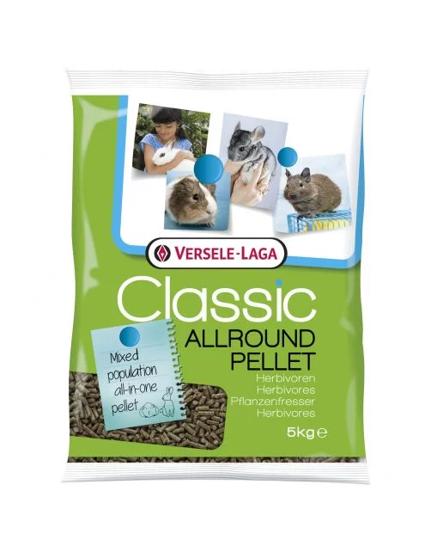 VERSELE-LAGA
Classic
ALLROUND
PELLET
Herbivoren
Herbivores
Pflanzenfresser
Herbivores
5kg e
Mixed
population
all-in-one
pellet